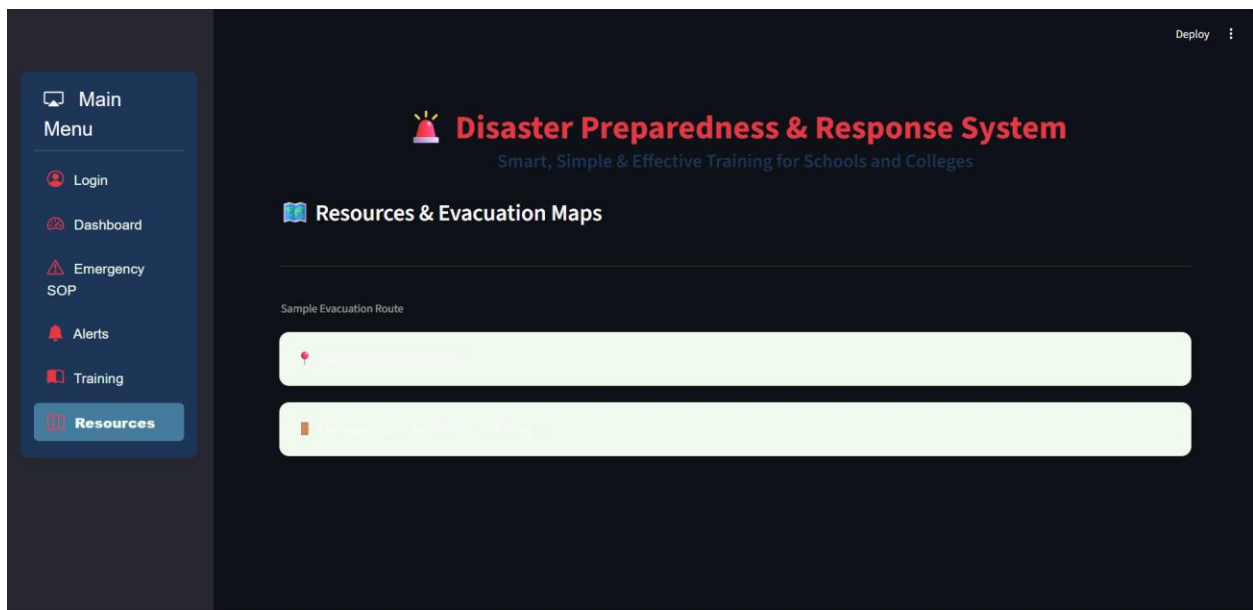 Deploy
Main
Menu
Login
Dashboard
Emergency
SOP
Alerts
Training
Resources
Disaster Preparedness & Response System
Smart, Simple & Effective Training for Schools and Colleges
Resources & Evacuation Maps
Sample Evacuation Route